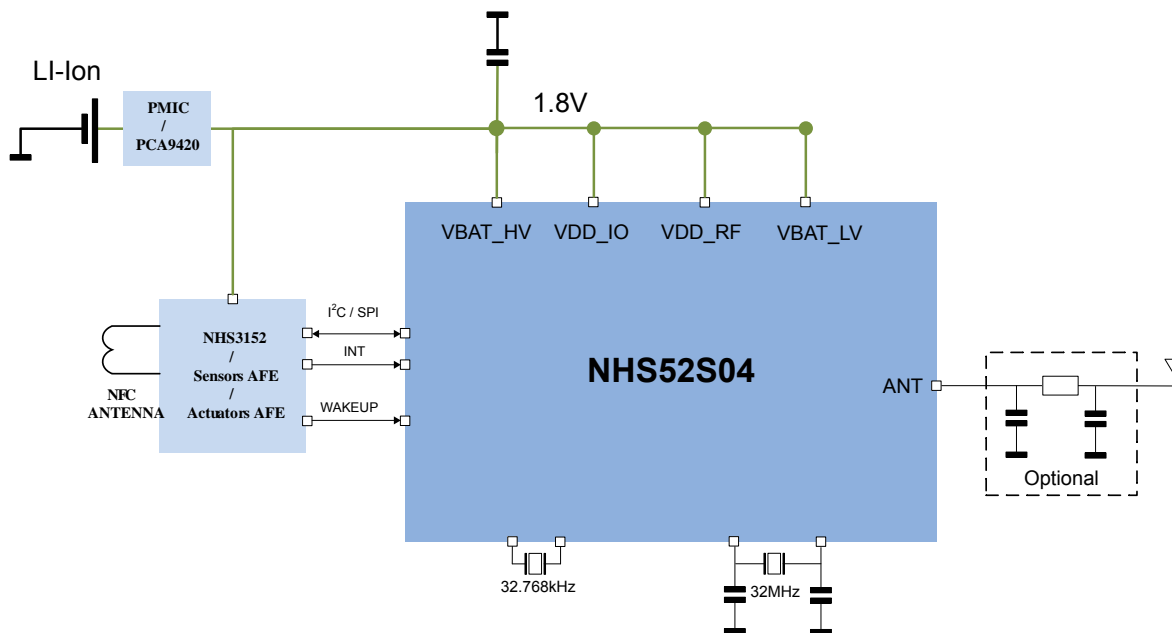 LI-Ion
PMIC
/
PCA9420
1.8V
VBAT_HV
VDD_IO
VDD_RF
VBAT_LV
I²C / SPI
INT
WAKEUP
NHS3152
/
Sensors AFE
/
Actuators AFE
NFC
ANTENNA
NHS52S04
ANT
Optional
32.768kHz
32MHz